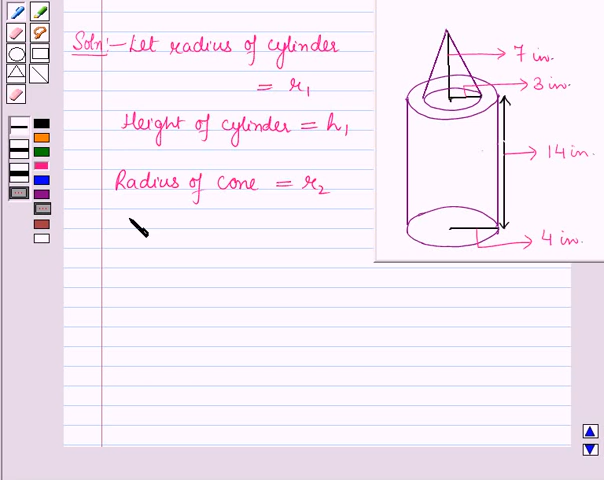 Soln:- Let radius of cylinder
= r₁
Height of cylinder = h₁
Radius of cone = r₂
7 in.
3 in.
14 in.
4 in.